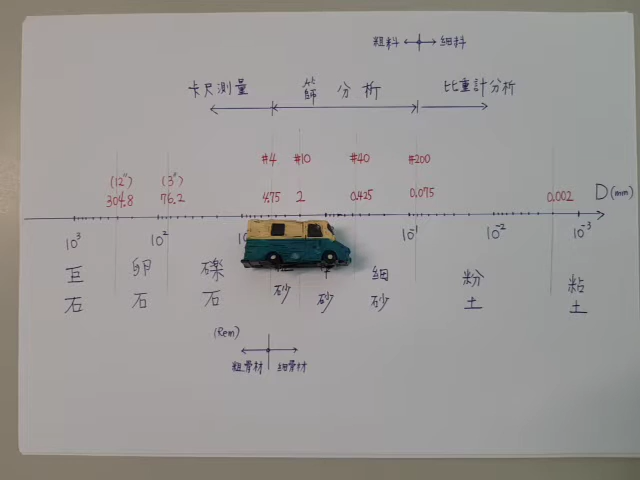 粗料 細料
卡尺測量 篩 分析 比重計分析
#4 #10 #40 #200
(12") (3")
304.8 76.2 4.75 2 0.425 0.075 0.002 D(mm)
10³ 10² 10⁻¹ 10⁻² 10⁻³
巨石 卵石 礫石 砂 砂 細砂 粉土 粘土
(Rem)
粗骨材 細骨材